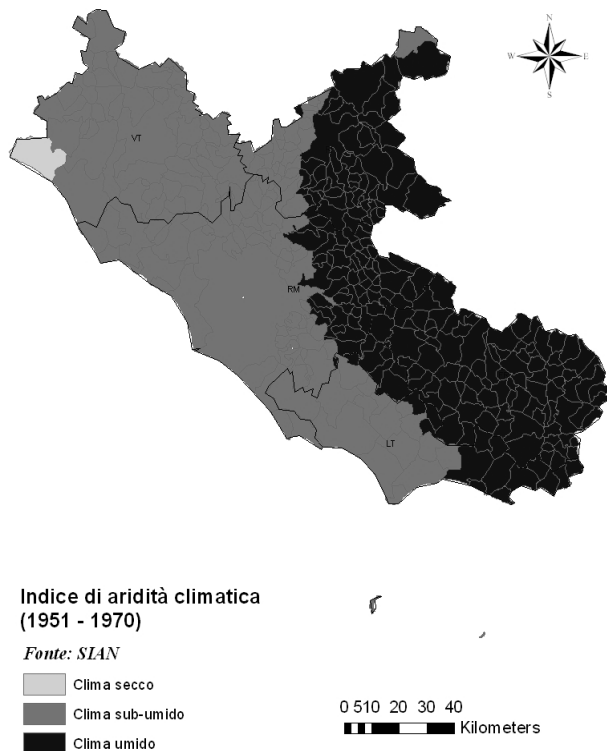 N
W E
S
VT
RM
LT
Indice di aridità climatica
(1951 - 1970)
Fonte: SIAN
Clima secco
Clima sub-umido
Clima umido
0 510 20 30 40
Kilometers